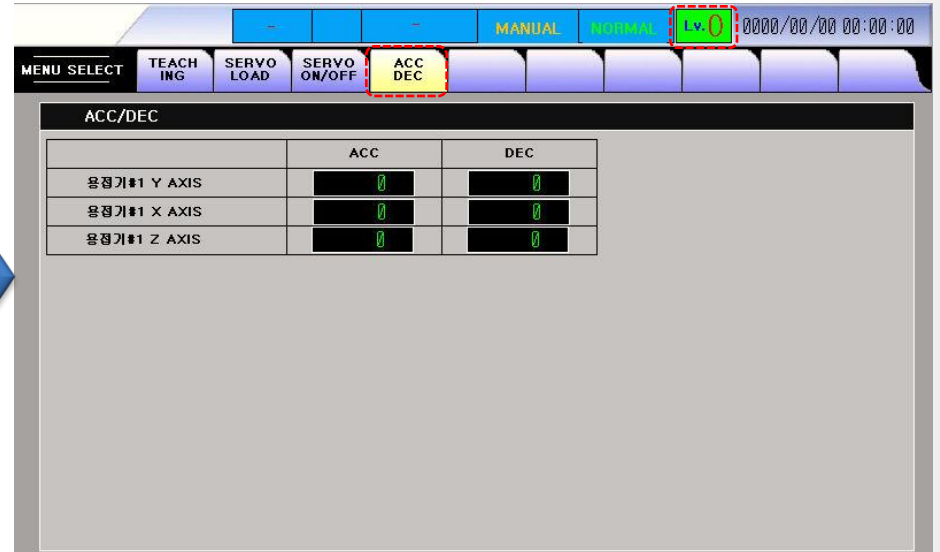 - - MANUAL NORMAL Lv.0 0000/00/00 00:00:00
MENU SELECT TEACH ING SERVO LOAD SERVO ON/OFF ACC DEC
ACC/DEC
ACC DEC
용접기#1 Y AXIS 0 0
용접기#1 X AXIS 0 0
용접기#1 Z AXIS 0 0